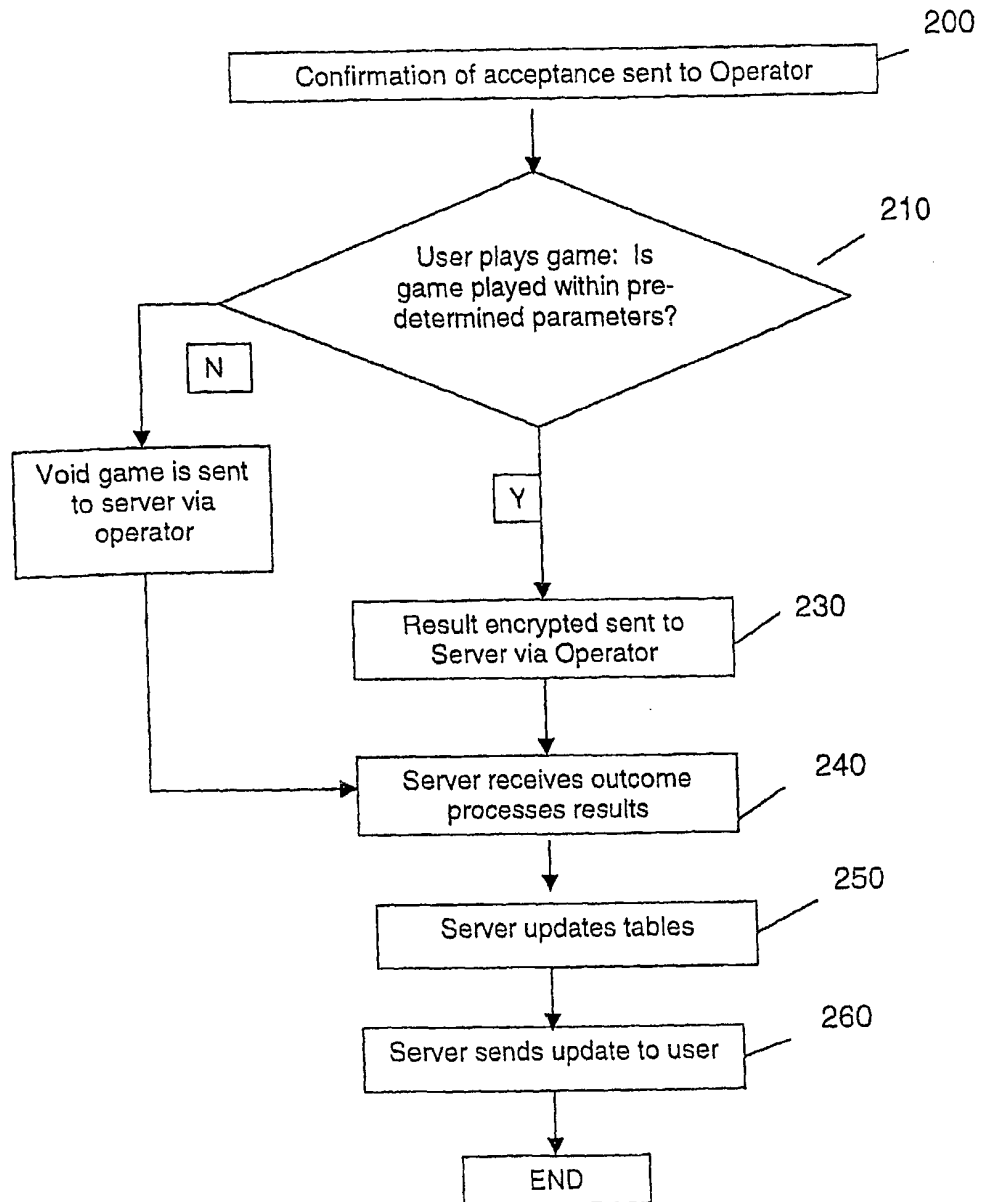 200
Confirmation of acceptance sent to Operator
210
User plays game: Is
game played within pre-
determined parameters?
N
Void game is sent
to server via
operator
Y
230
Result encrypted sent to
Server via Operator
240
Server receives outcome
processes results
250
Server updates tables
260
Server sends update to user
END